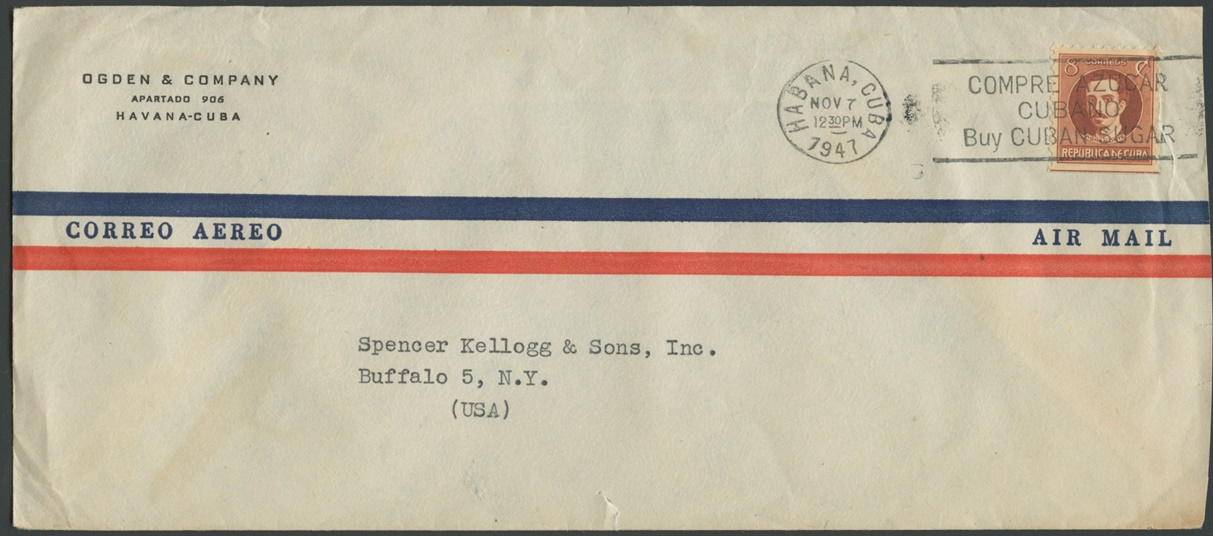 OGDEN & COMPANY
APARTADO 906
HAVANA-CUBA
HABANA, CUBA
NOV 7
12 30 PM
1947
COMPRE AZUCAR
CUBANO
Buy CUBAN SUGAR
8 CORREOS ¢
REPUBLICA DE CUBA
CORREO AEREO
AIR MAIL
Spencer Kellogg & Sons, Inc.
Buffalo 5, N.Y.
(USA)